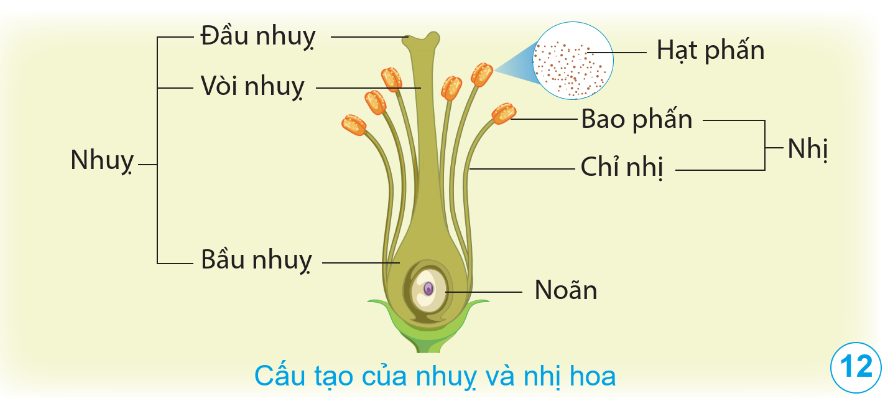 Đầu nhuỵ
Hạt phấn
Vòi nhuỵ
Bao phấn
Nhuỵ
Nhị
Chỉ nhị
Bầu nhuỵ
Noãn
Cấu tạo của nhuỵ và nhị hoa
12